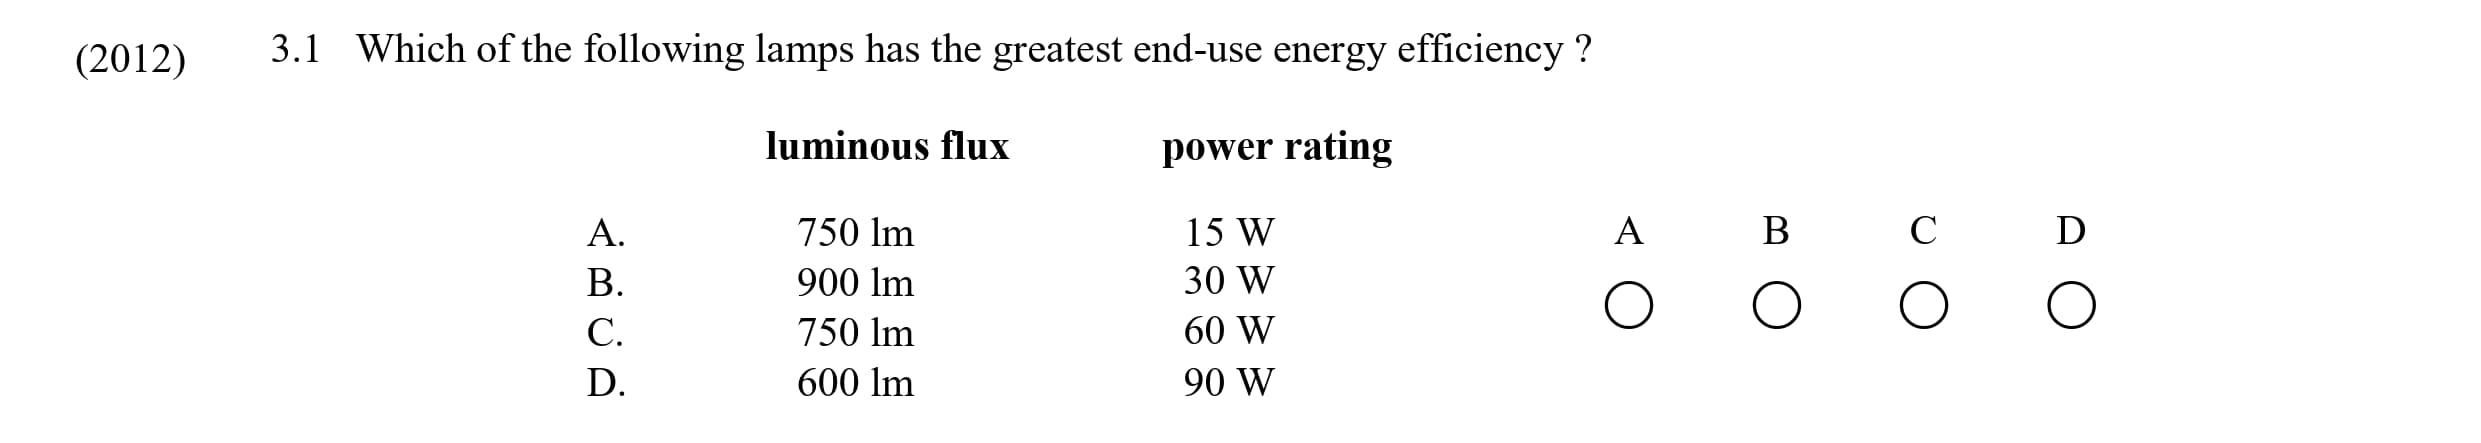 (2012) 3.1 Which of the following lamps has the greatest end-use energy efficiency ?
luminous flux power rating
A. 750 lm 15 W A B C D
B. 900 lm 30 W
C. 750 lm 60 W
D. 600 lm 90 W